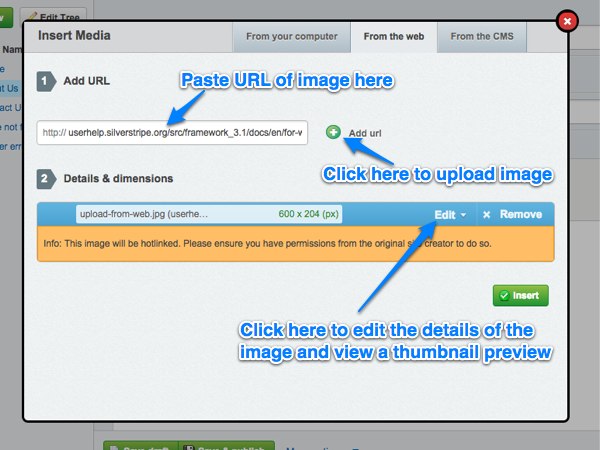 Edit Tree
Insert Media
From your computer
From the web
From the CMS
1 Add URL
Paste URL of image here
http:// userhelp.silverstripe.org/src/framework_3.1/docs/en/for-w
Add url
Click here to upload image
2 Details & dimensions
upload-from-web.jpg (userhe…
600 x 204 (px)
Edit
Remove
Info: This image will be hotlinked. Please ensure you have permissions from the original site creator to do so.
Insert
Click here to edit the details of the
image and view a thumbnail preview
Save draft
Save & publish